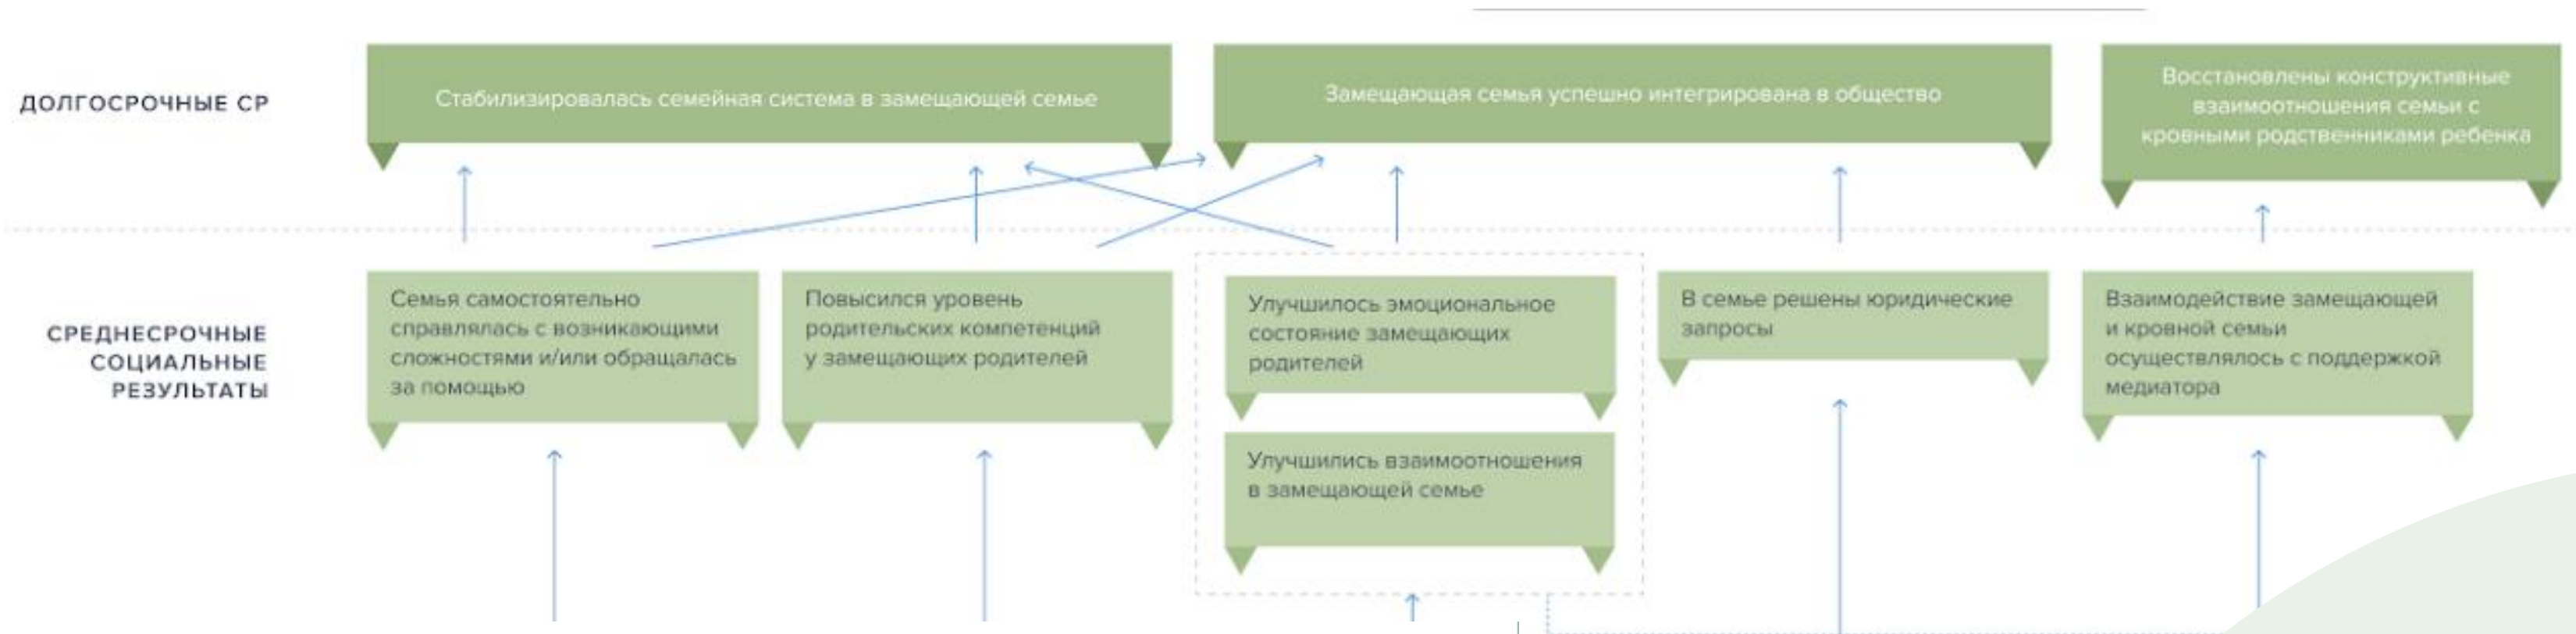 ДОЛГОСРОЧНЫЕ СР
Стабилизировалась семейная система в замещающей семье
Замещающая семья успешно интегрирована в общество
Восстановлены конструктивные
взаимоотношения семьи с
кровными родственниками ребенка
СРЕДНЕСРОЧНЫЕ
СОЦИАЛЬНЫЕ
РЕЗУЛЬТАТЫ
Семья самостоятельно
справлялась с возникающими
сложностями и/или обращалась
за помощью
Повысился уровень
родительских компетенций
у замещающих родителей
Улучшилось эмоциональное
состояние замещающих
родителей
Улучшились взаимоотношения
в замещающей семье
В семье решены юридические
запросы
Взаимодействие замещающей
и кровной семьи
осуществлялось с поддержкой
медиатора